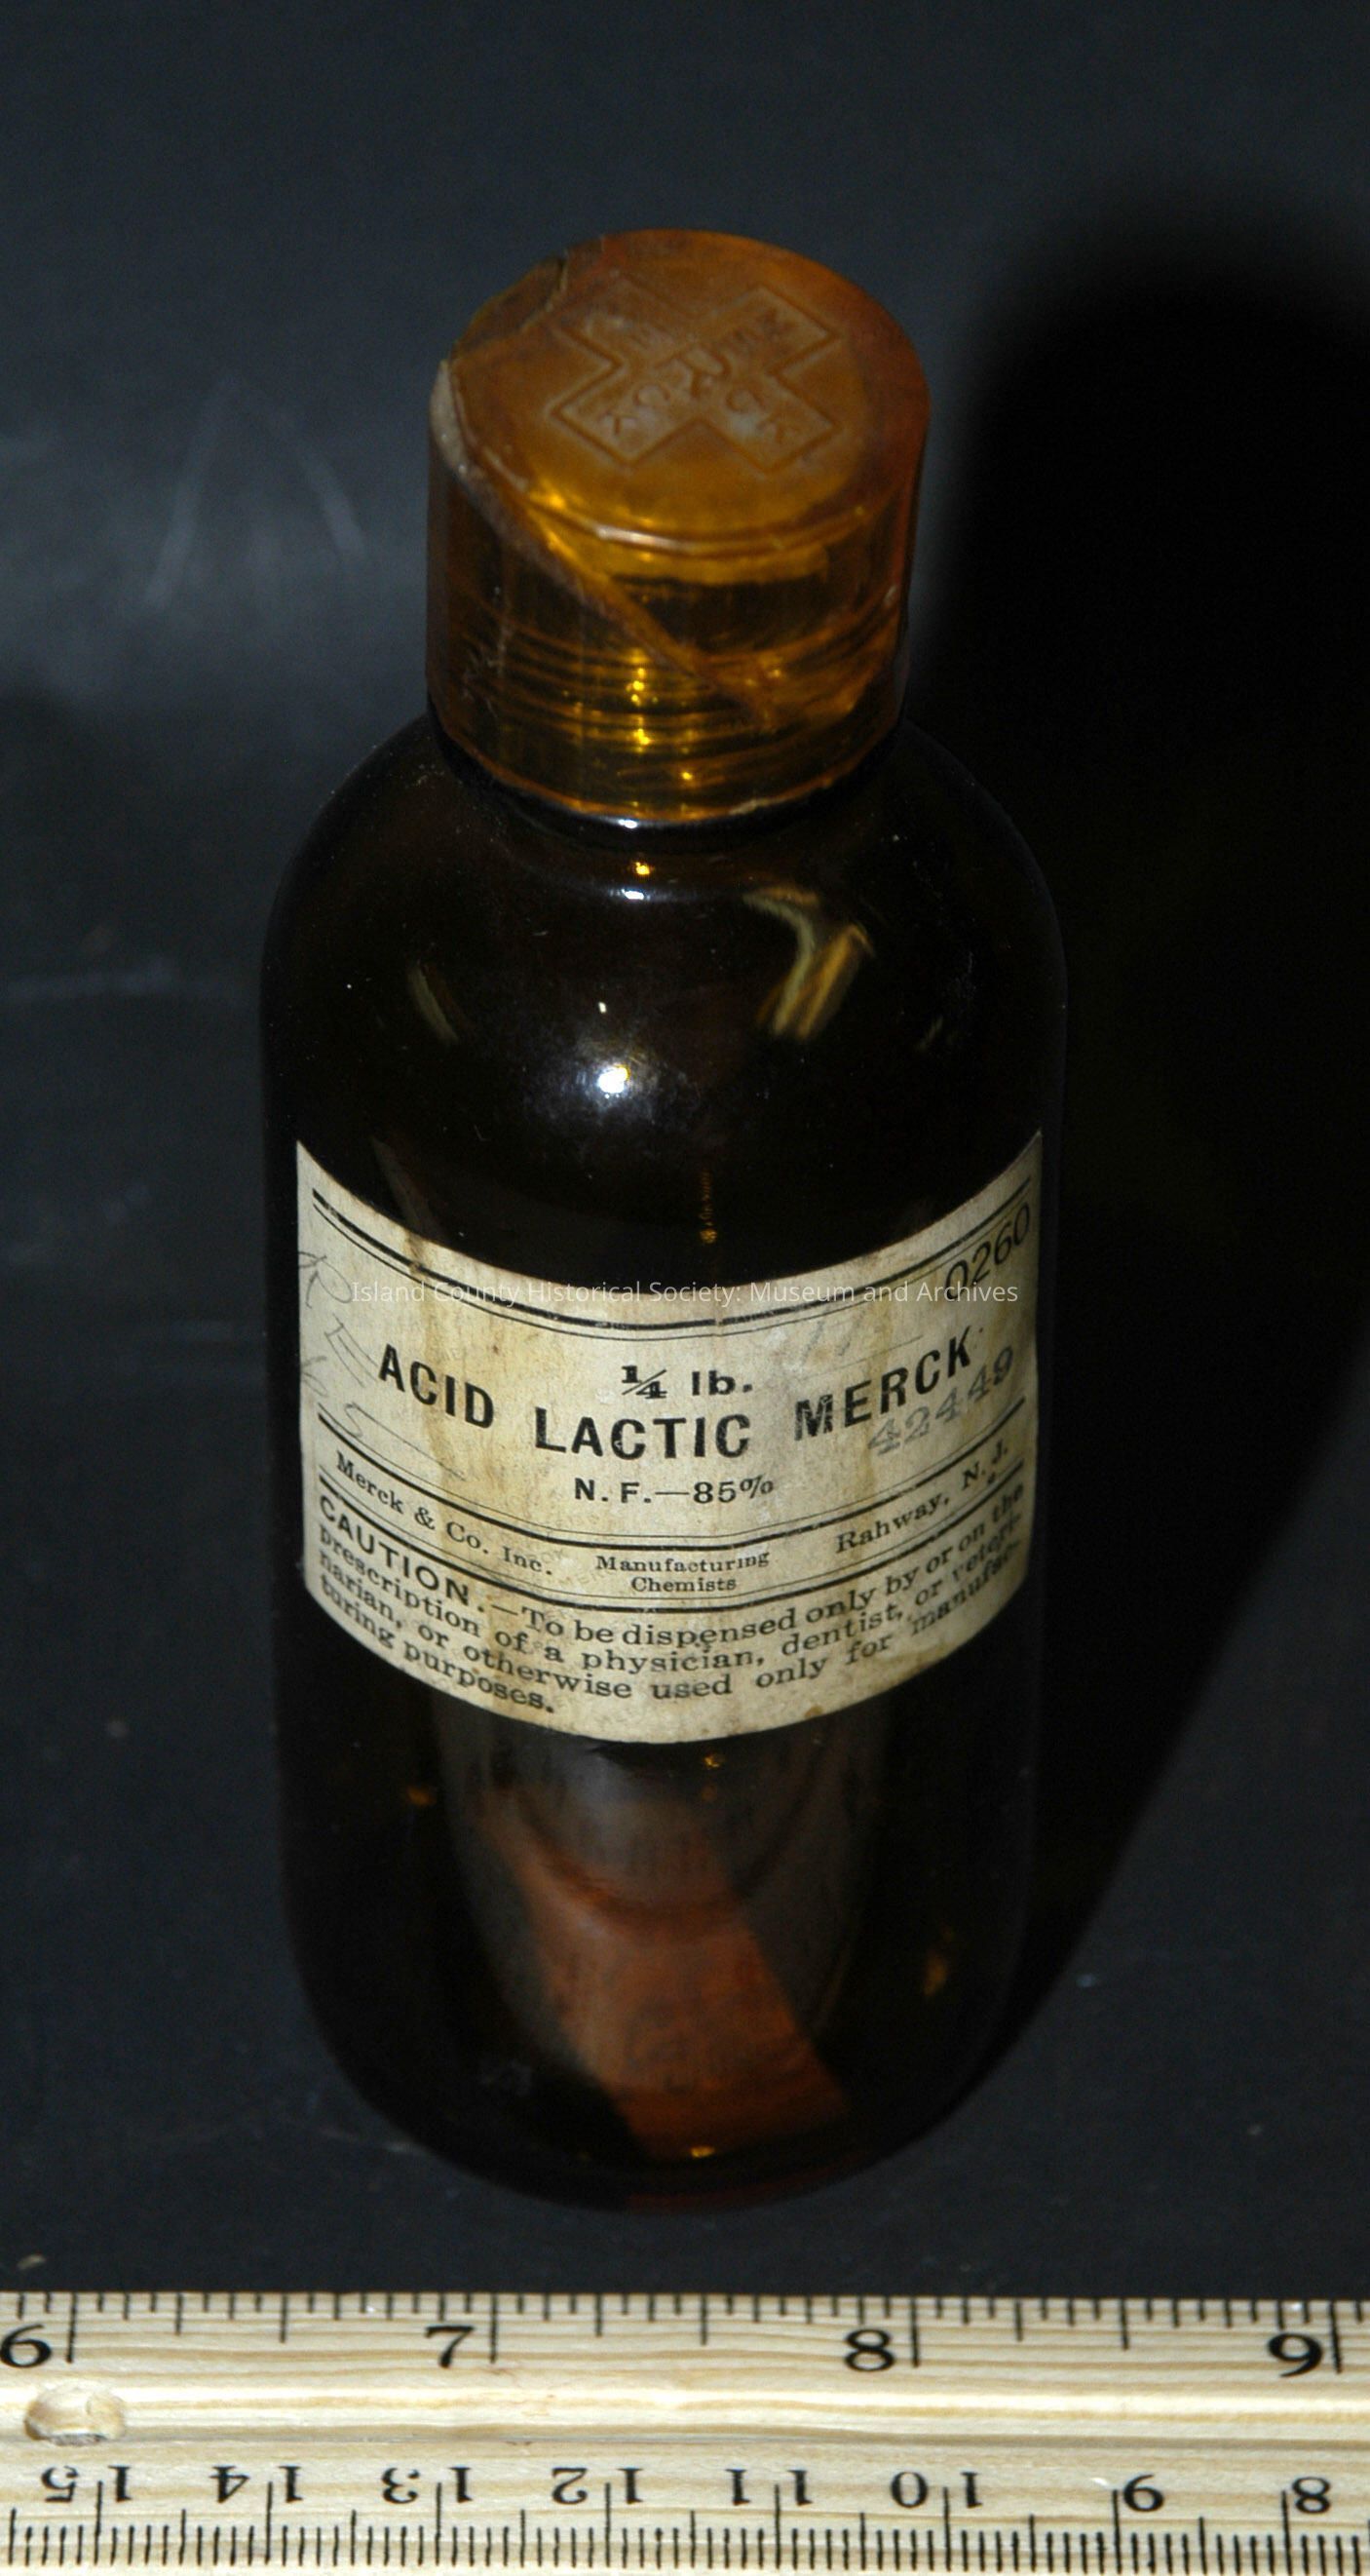 MERCK
MERCK
0260
Island County Historical Society: Museum and Archives
¼ lb.
ACID LACTIC MERCK
42449
N. F.—85%
Merck & Co. Inc. Manufacturing Chemists Rahway, N. J.
CAUTION.—To be dispensed only by or on the
prescription of a physician, dentist, or veteri-
narian, or otherwise used only for manufac-
turing purposes.
6 7 8 9
15 14 13 12 11 10 9 8